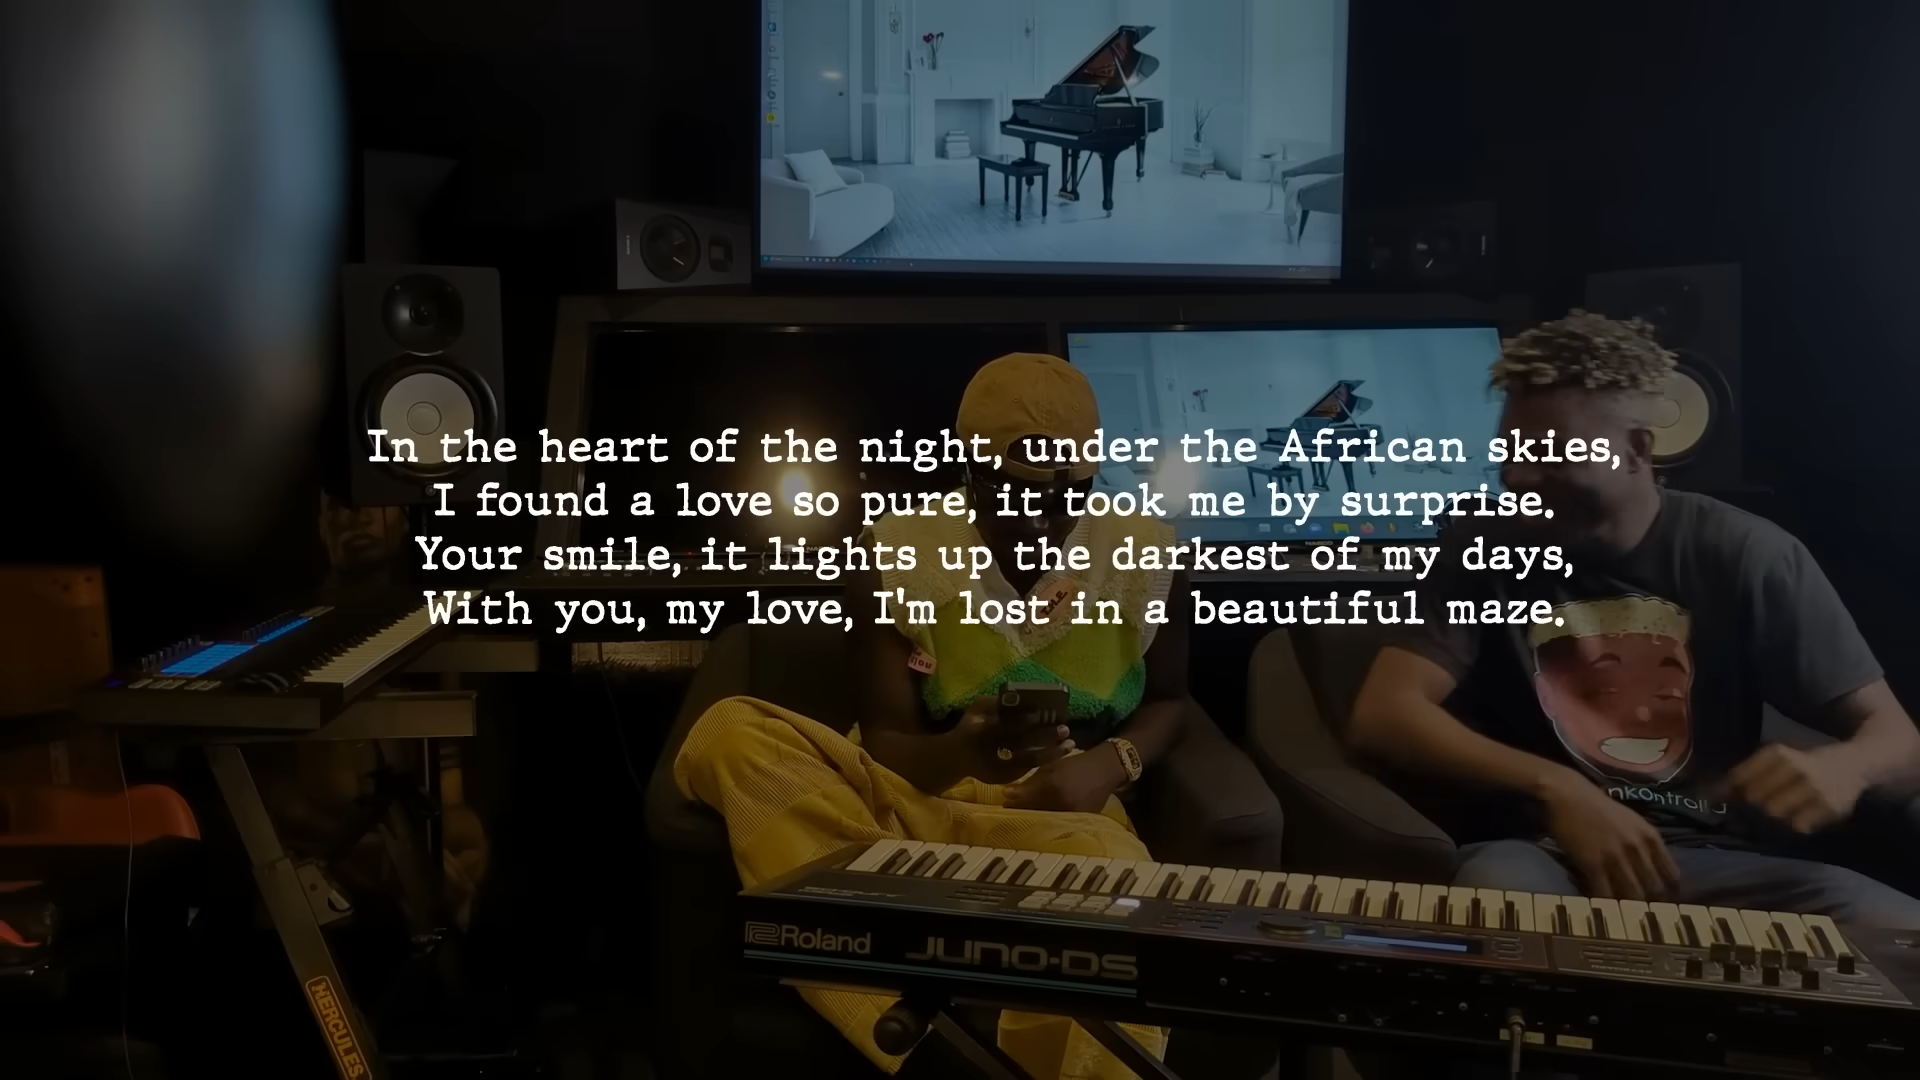 In the heart of the night, under the African skies,
I found a love so pure, it took me by surprise.
Your smile, it lights up the darkest of my days,
With you, my love, I'm lost in a beautiful maze.
Roland
JUNO-DS
HERCULES